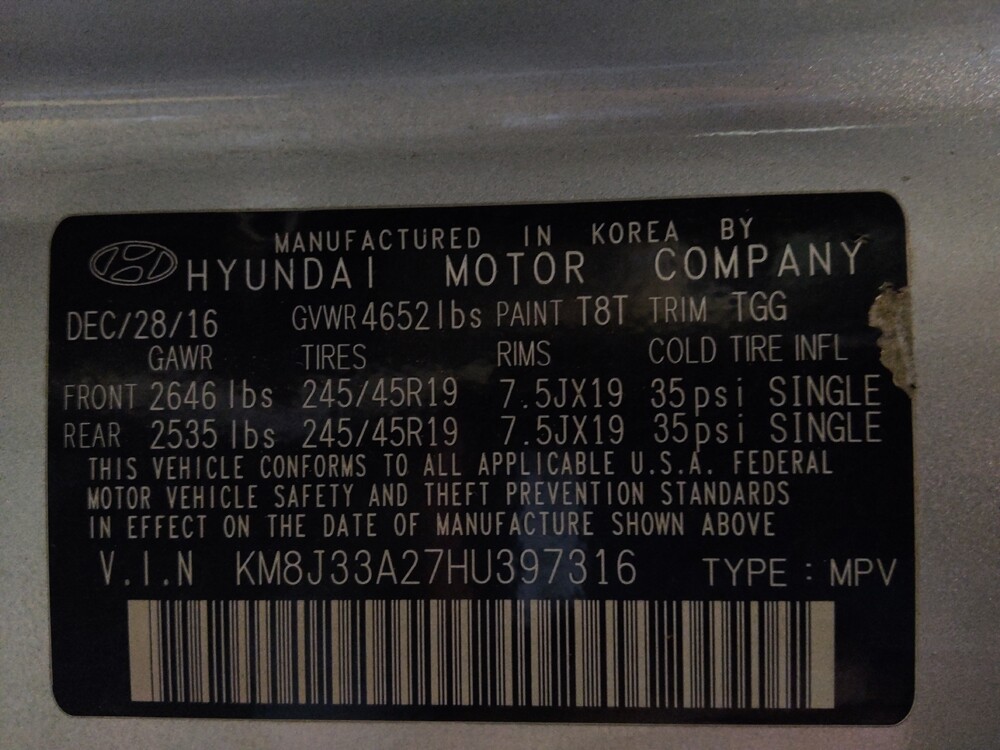 MANUFACTURED IN KOREA BY
HYUNDAI MOTOR COMPANY
DEC/28/16 GVWR 4652lbs PAINT T8T TRIM TGG
GAWR TIRES RIMS COLD TIRE INFL
FRONT 2646 lbs 245/45R19 7.5JX19 35psi SINGLE
REAR 2535 lbs 245/45R19 7.5JX19 35psi SINGLE
THIS VEHICLE CONFORMS TO ALL APPLICABLE U.S.A. FEDERAL
MOTOR VEHICLE SAFETY AND THEFT PREVENTION STANDARDS
IN EFFECT ON THE DATE OF MANUFACTURE SHOWN ABOVE
V.I.N KM8J33A27HU397316 TYPE : MPV